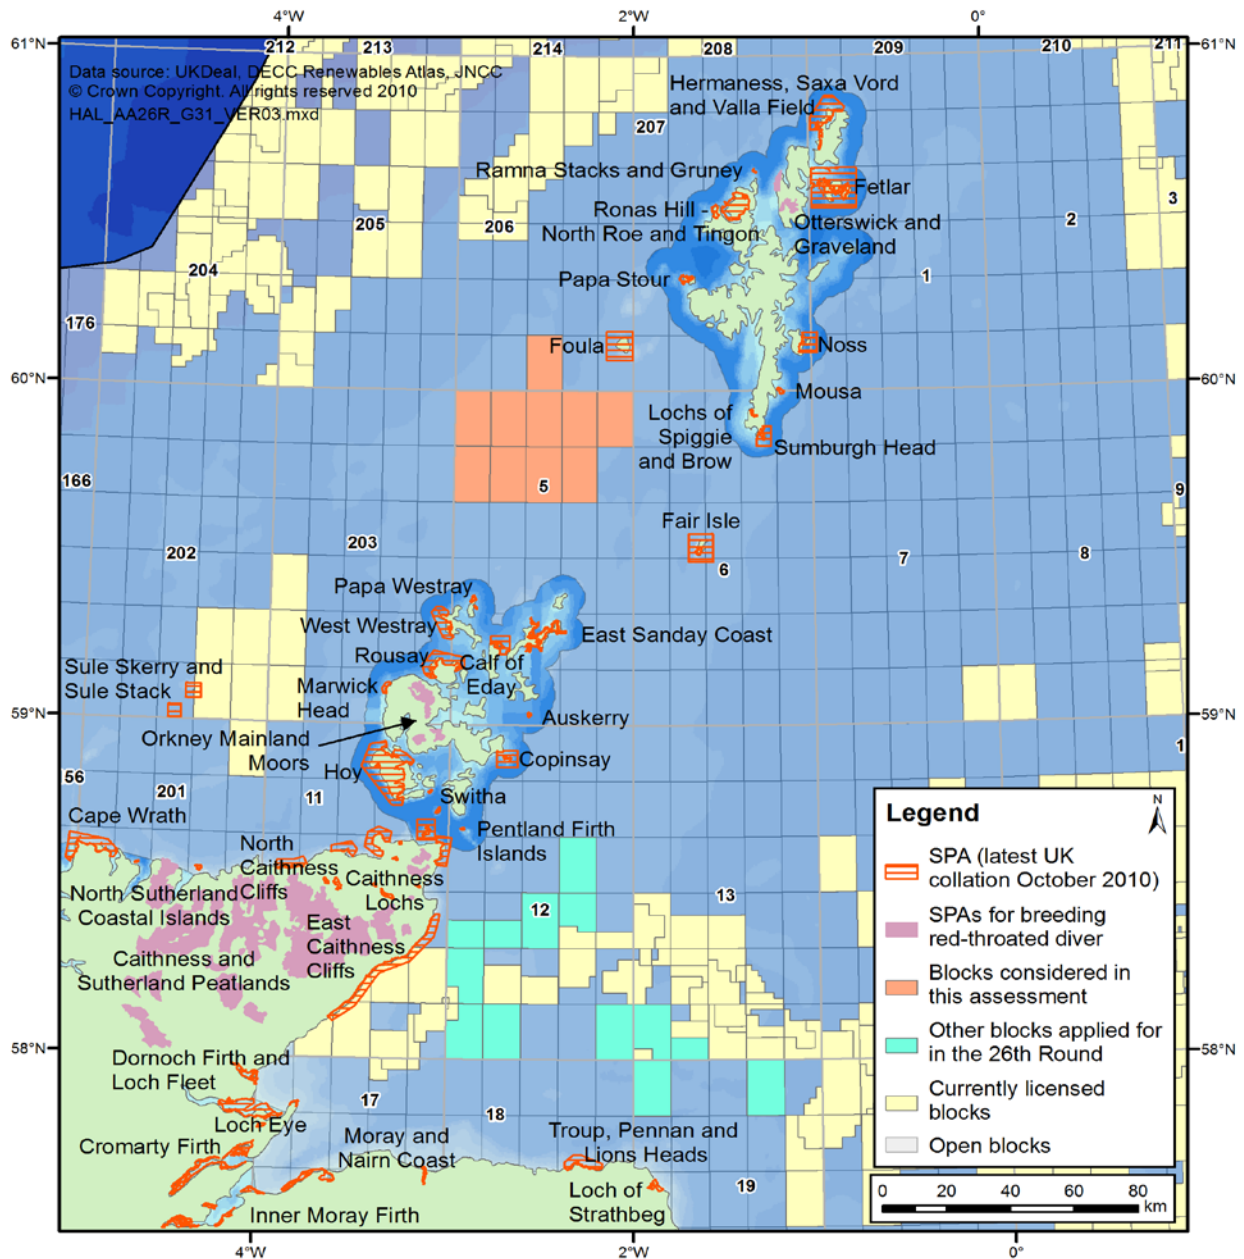 4°W
2°W
0°
61°N
212
213
214
208
209
210
211
61°N
Data source: UKDeal, DECC Renewables Atlas, JNCC
© Crown Copyright. All rights reserved 2010
HAL_AA26R_G31_VER03.mxd
Hermaness, Saxa Vord
and Valla Field
207
Ramna Stacks and Gruney
Fetlar
3
Ronas Hill -
North Roe and Tingon
Otterswick and
Graveland
205
206
2
204
Papa Stour
1
176
Foula
Noss
60°N
60°N
Mousa
Lochs of
Spiggie
and Brow
Sumburgh Head
166
5
9
Fair Isle
202
203
6
7
8
Papa Westray
West Westray
East Sanday Coast
Rousay
Calf of
Eday
Sule Skerry and
Sule Stack
Marwick
Head
59°N
Auskerry
59°N
Orkney Mainland
Moors
Copinsay
1
Hoy
56
201
11
Switha
Cape Wrath
Pentland Firth
Islands
North
Caithness
Cliffs
Caithness
Lochs
North Sutherland
Coastal Islands
12
13
East
Caithness
Cliffs
Caithness and
Sutherland Peatlands
58°N
58°N
Dornoch Firth and
Loch Fleet
17
18
Loch Eye
Cromarty Firth
Moray and
Nairn Coast
Troup, Pennan and
Lions Heads
Loch of
Strathbeg
19
Inner Moray Firth
Legend
N
SPA (latest UK
collation October 2010)
SPAs for breeding
red-throated diver
Blocks considered in
this assessment
Other blocks applied for
in the 26th Round
Currently licensed
blocks
Open blocks
0 20 40 60 80
km
4°W
2°W
0°